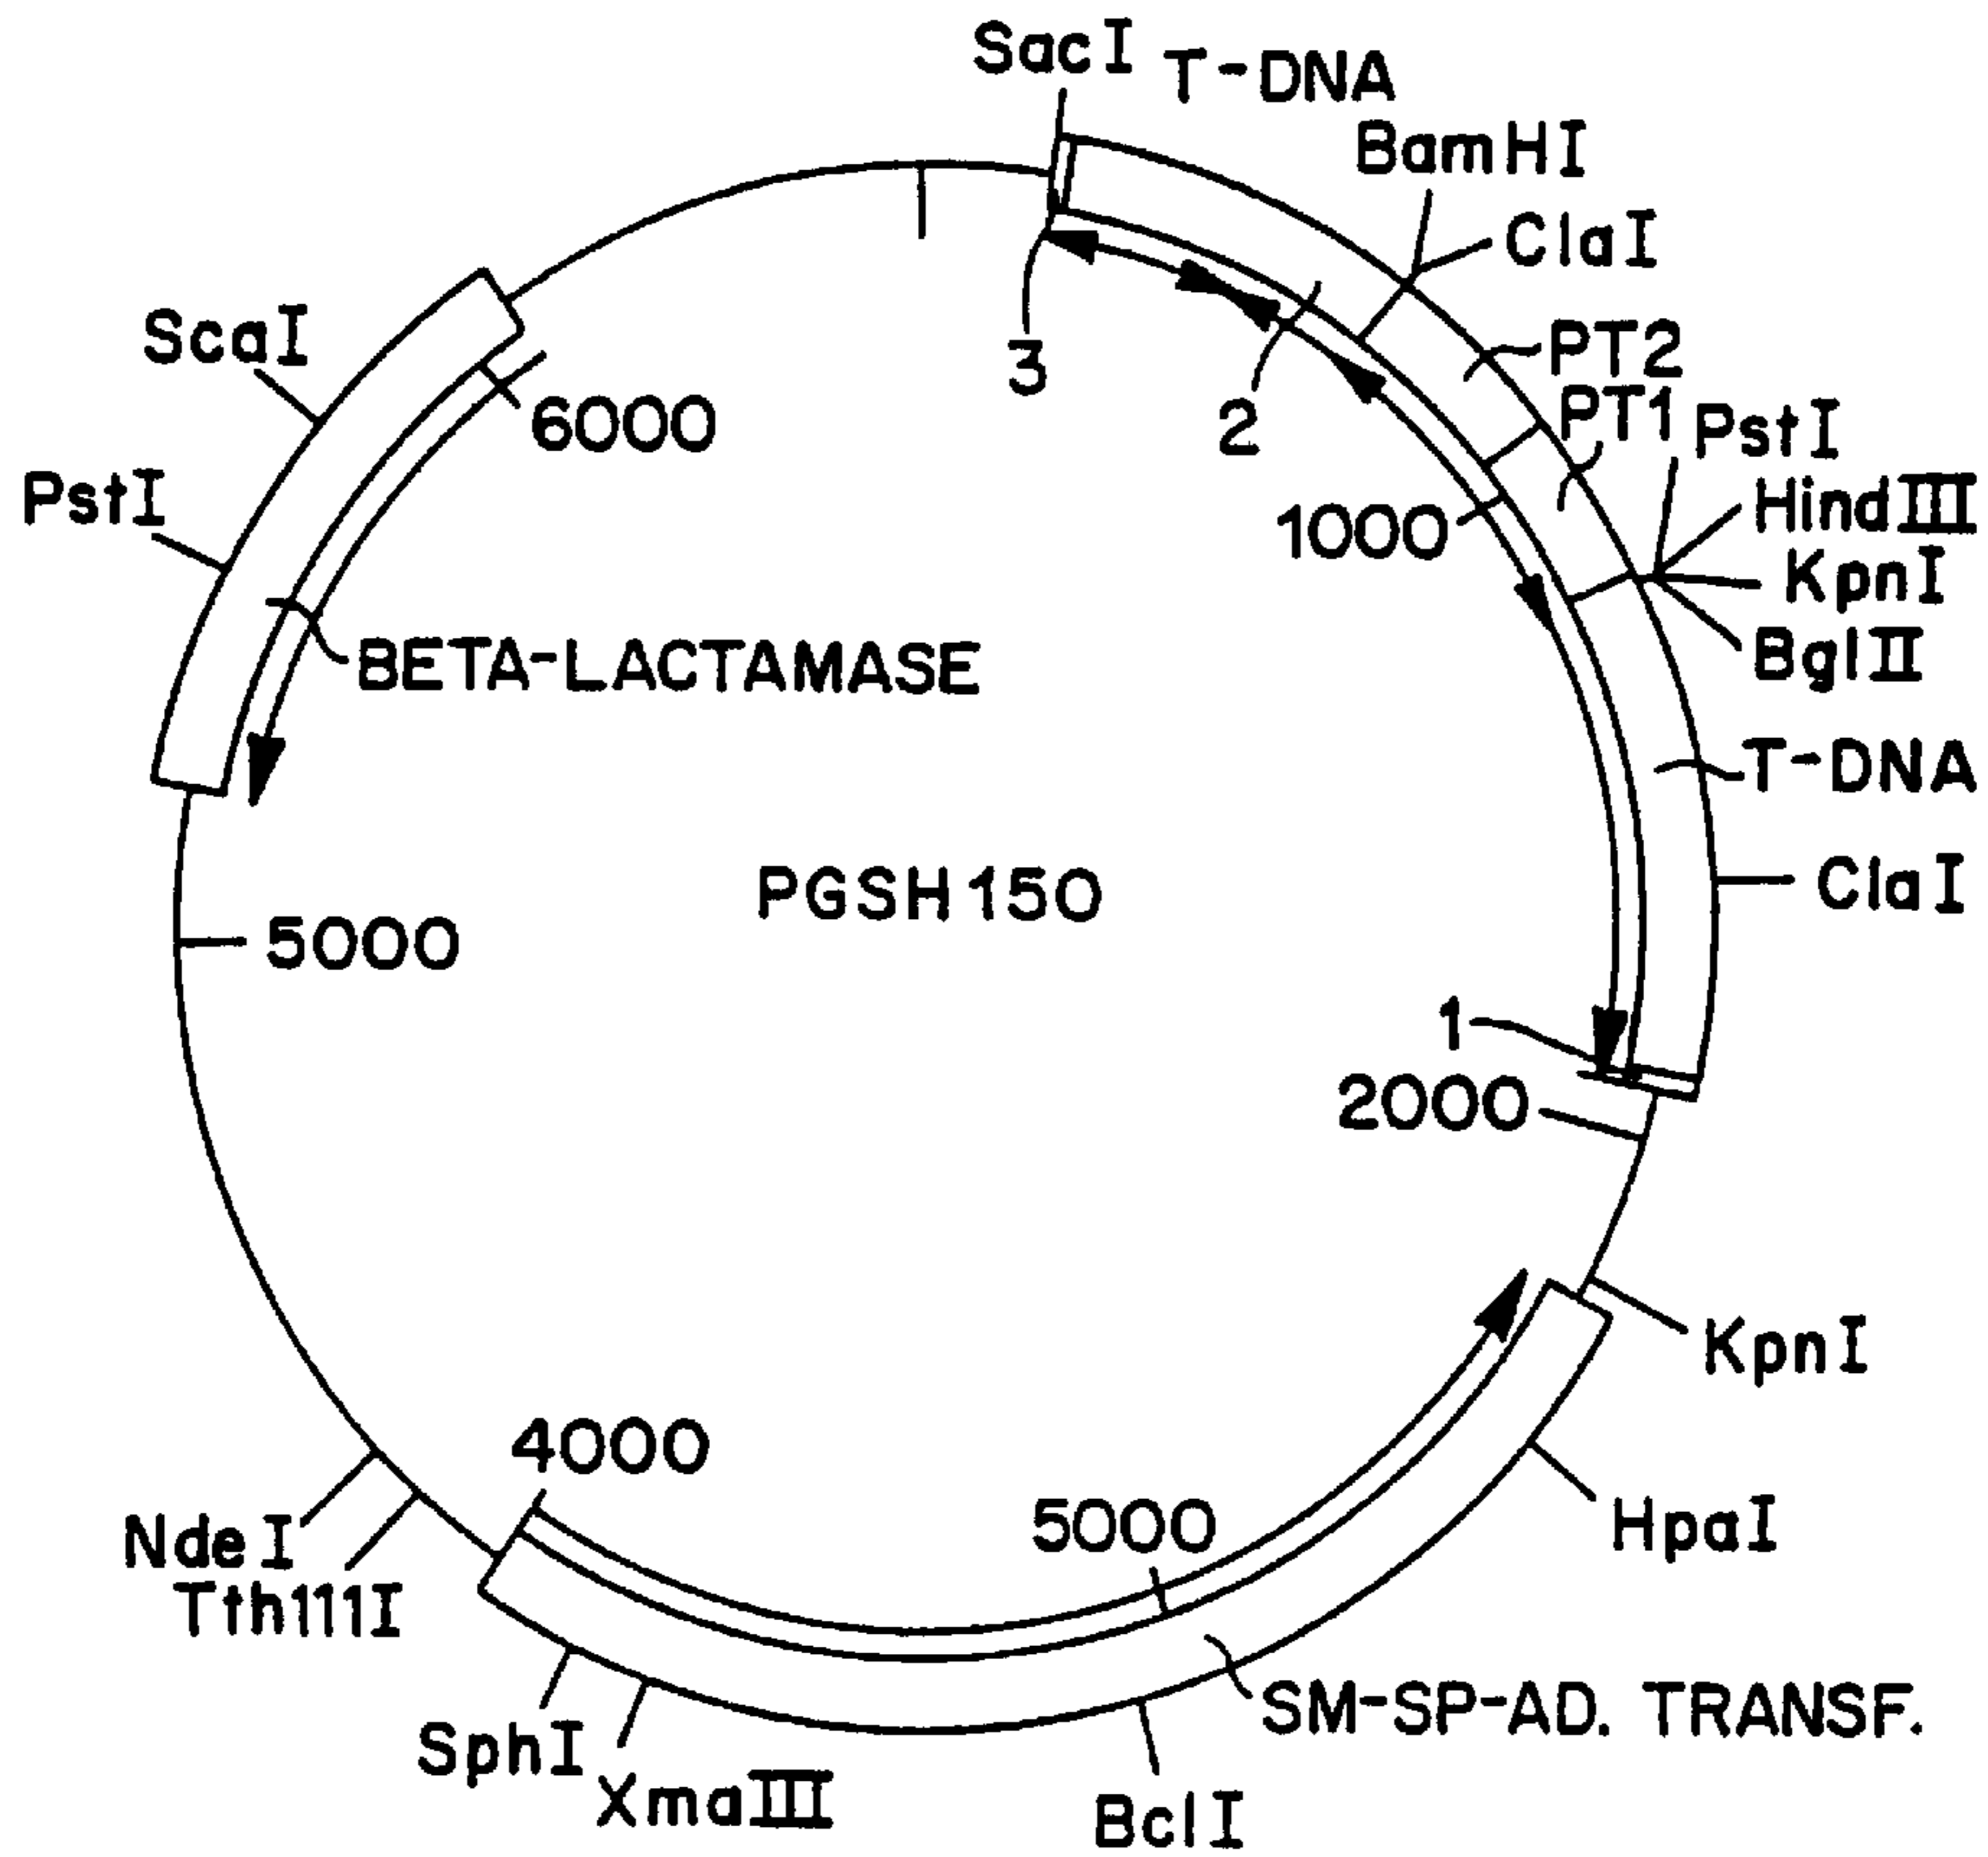 SacI
T-DNA
BamHI
ClaI
PT2
PT1
PstI
HindIII
KpnI
BglII
T-DNA
ClaI
ScaI
PstI
6000
3
2
1000
BETA-LACTAMASE
PGSH150
5000
1
2000
KpnI
HpaI
4000
5000
NdeI
Tth111I
SphI
XmaIII
BclI
SM-SP-AD. TRANSF.